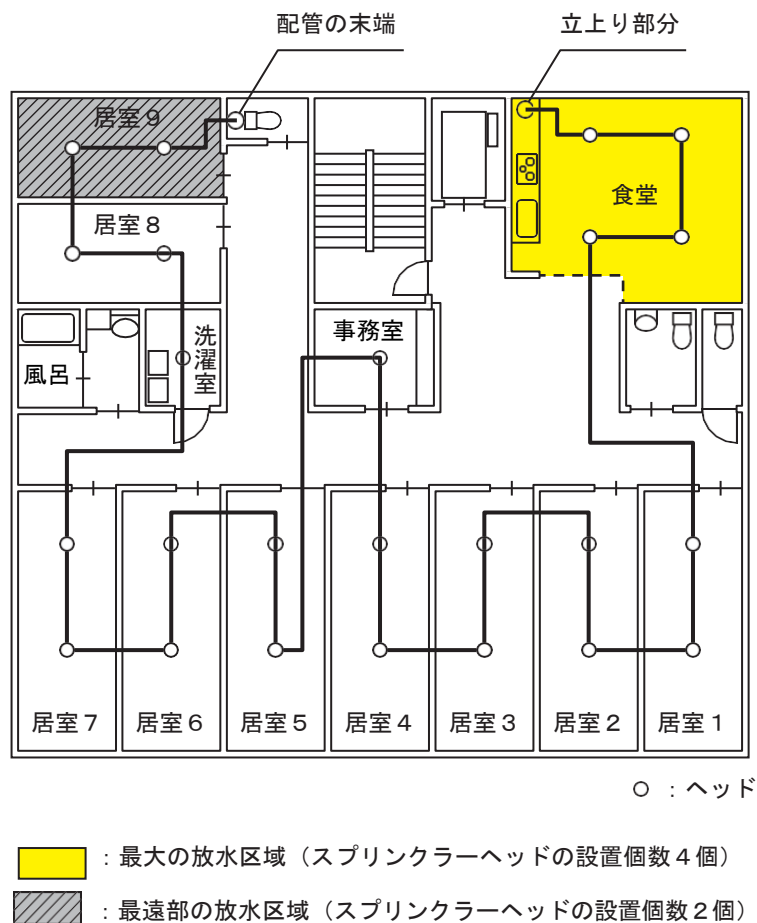 配管の末端
立上り部分
居室9
食堂
居室8
事務室
洗濯室
風呂
居室7
居室6
居室5
居室4
居室3
居室2
居室1
○:ヘッド
:最大の放水区域(スプリンクラーヘッドの設置個数4個)
:最遠部の放水区域(スプリンクラーヘッドの設置個数2個)